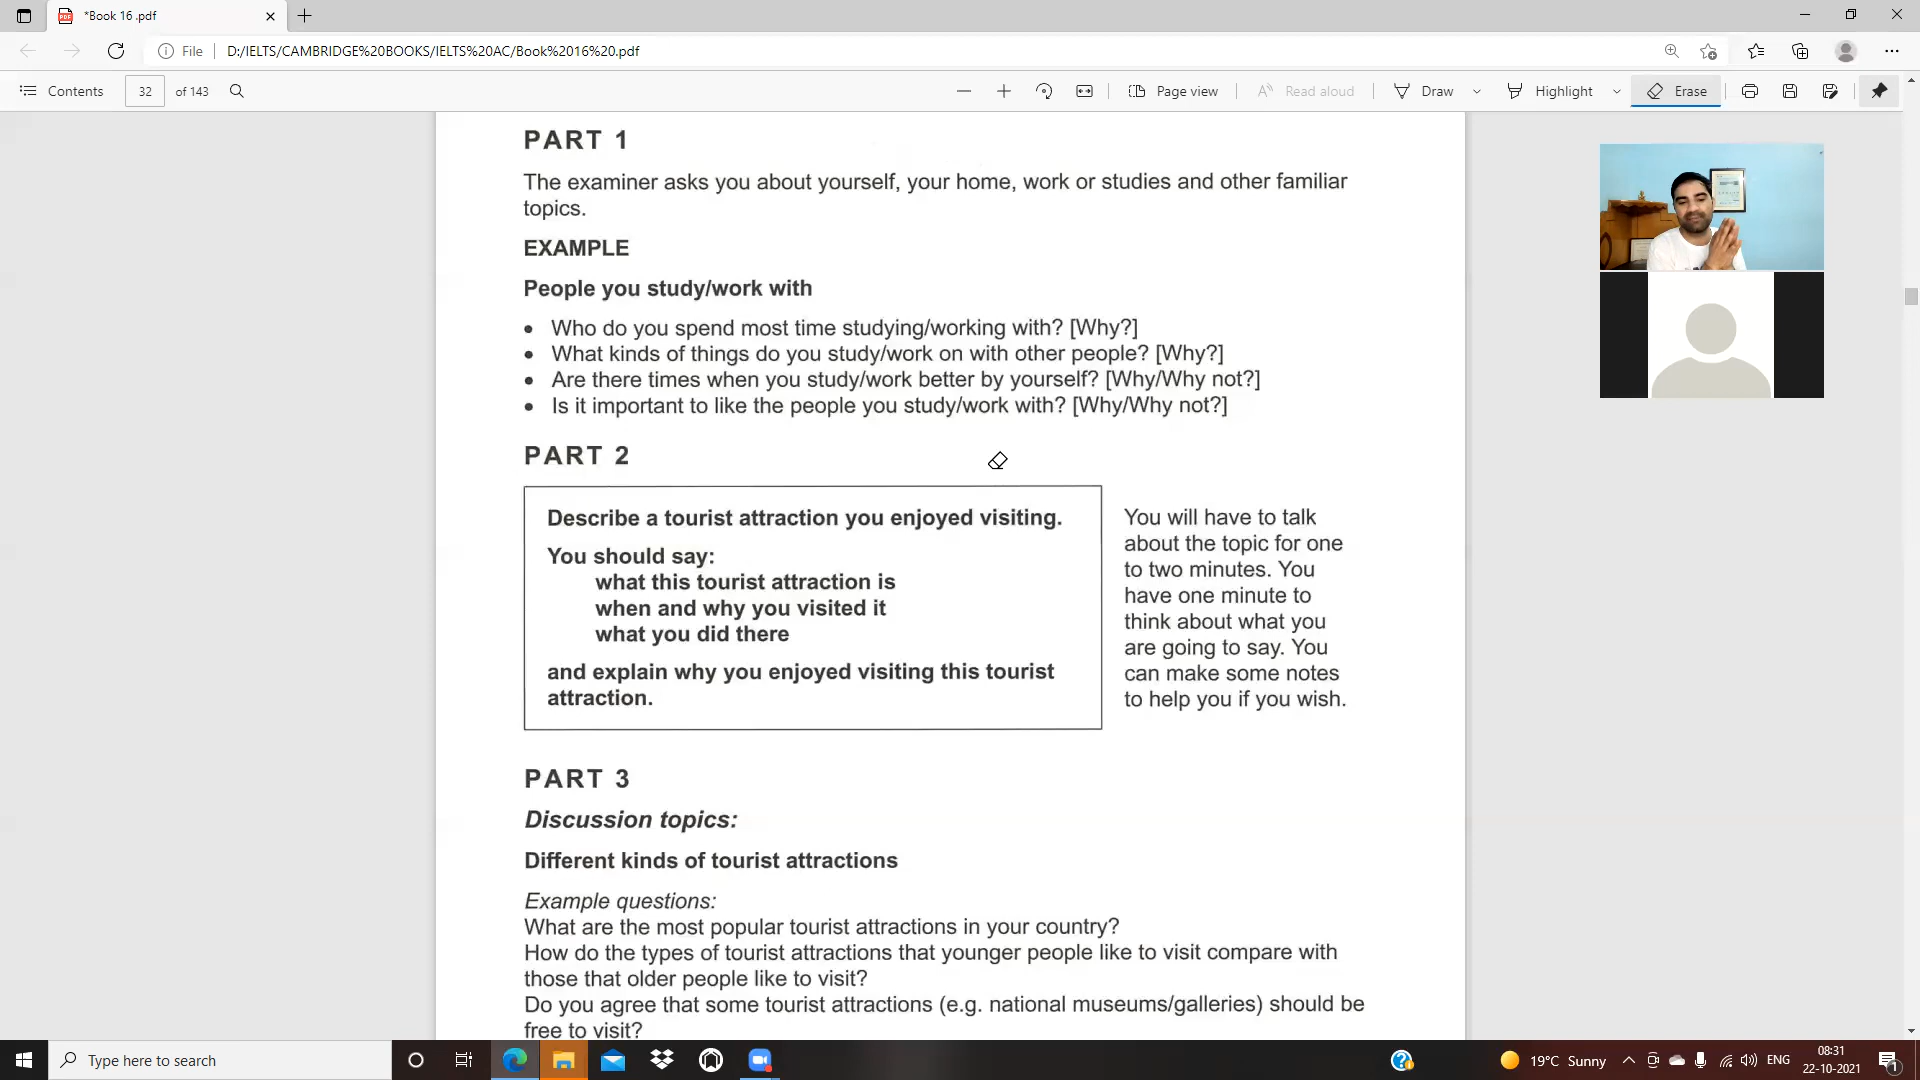 *Book 16 .pdf
File
D:/IELTS/CAMBRIDGE%20BOOKS/IELTS%20AC/Book%2016%20.pdf
Contents
32
of 143
Page view
Read aloud
Draw
Highlight
Erase
PART 1
The examiner asks you about yourself, your home, work or studies and other familiar
topics.
EXAMPLE
People you study/work with
• Who do you spend most time studying/working with? [Why?]
• What kinds of things do you study/work on with other people? [Why?]
• Are there times when you study/work better by yourself? [Why/Why not?]
• Is it important to like the people you study/work with? [Why/Why not?]
PART 2
Describe a tourist attraction you enjoyed visiting.
You should say:
what this tourist attraction is
when and why you visited it
what you did there
and explain why you enjoyed visiting this tourist
attraction.
You will have to talk
about the topic for one
to two minutes. You
have one minute to
think about what you
are going to say. You
can make some notes
to help you if you wish.
PART 3
Discussion topics:
Different kinds of tourist attractions
Example questions:
What are the most popular tourist attractions in your country?
How do the types of tourist attractions that younger people like to visit compare with
those that older people like to visit?
Do you agree that some tourist attractions (e.g. national museums/galleries) should be
free to visit?
Type here to search
19°C Sunny
ENG
08:31
22-10-2021
1